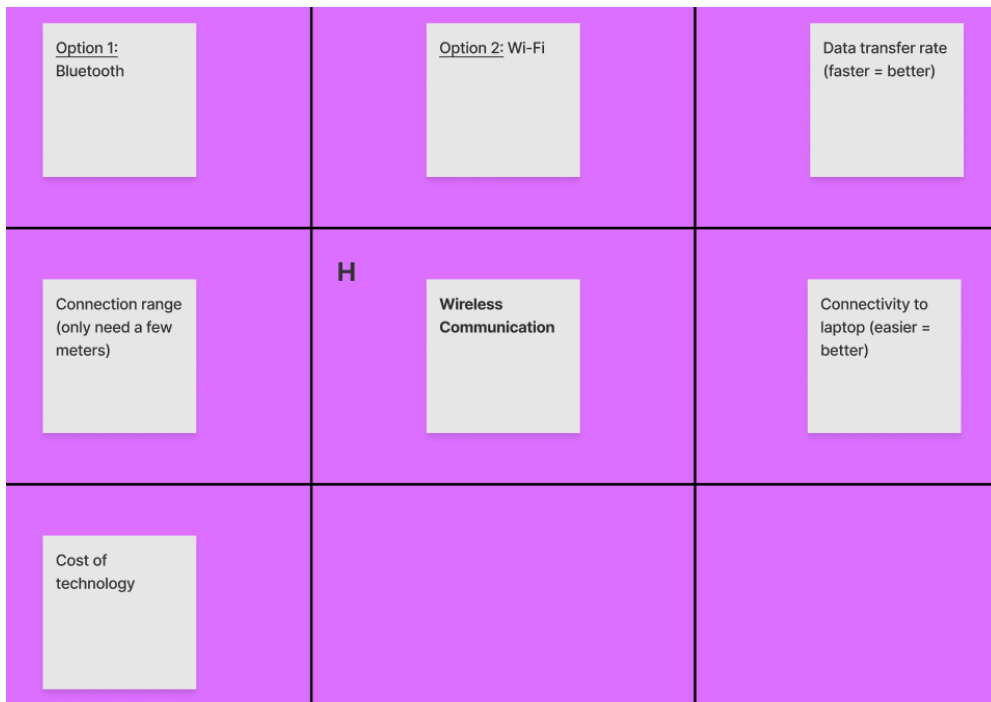 Option 1:
Bluetooth
Option 2: Wi-Fi
Data transfer rate
(faster = better)
Connection range
(only need a few
meters)
H
Wireless
Communication
Connectivity to
laptop (easier =
better)
Cost of
technology